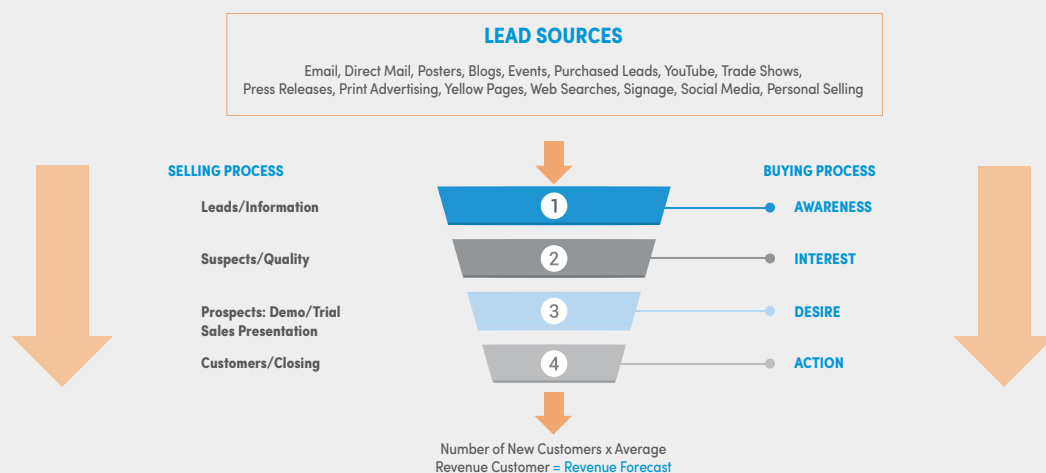 LEAD SOURCES
Email, Direct Mail, Posters, Blogs, Events, Purchased Leads, YouTube, Trade Shows,
Press Releases, Print Advertising, Yellow Pages, Web Searches, Signage, Social Media, Personal Selling
SELLING PROCESS
BUYING PROCESS
Leads/Information
1
AWARENESS
Suspects/Quality
2
INTEREST
Prospects: Demo/Trial
Sales Presentation
3
DESIRE
Customers/Closing
4
ACTION
Number of New Customers x Average
Revenue Customer = Revenue Forecast